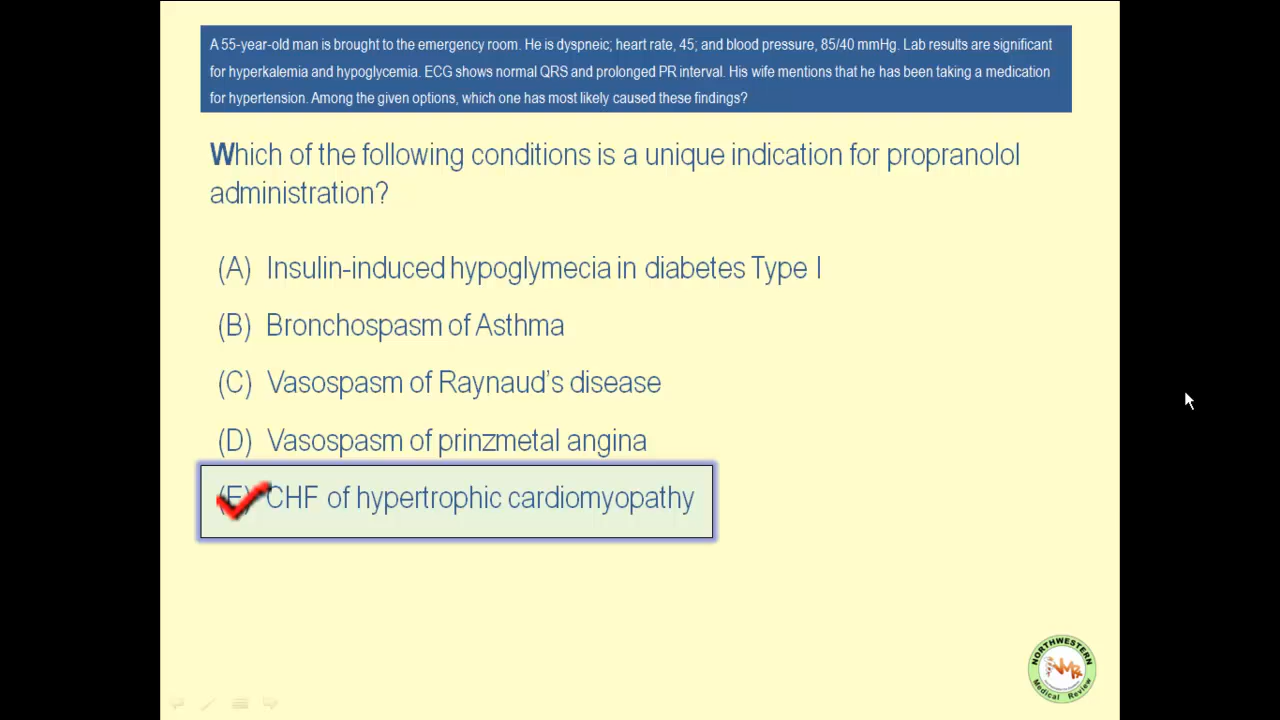 A 55-year-old man is brought to the emergency room. He is dyspneic; heart rate, 45; and blood pressure, 85/40 mmHg. Lab results are significant
for hyperkalemia and hypoglycemia. ECG shows normal QRS and prolonged PR interval. His wife mentions that he has been taking a medication
for hypertension. Among the given options, which one has most likely caused these findings?
Which of the following conditions is a unique indication for propranolol
administration?
(A) Insulin-induced hypoglymecia in diabetes Type I
(B) Bronchospasm of Asthma
(C) Vasospasm of Raynaud's disease
(D) Vasospasm of prinzmetal angina
(E) CHF of hypertrophic cardiomyopathy
NORTHWESTERN
NMRx
Medical Review